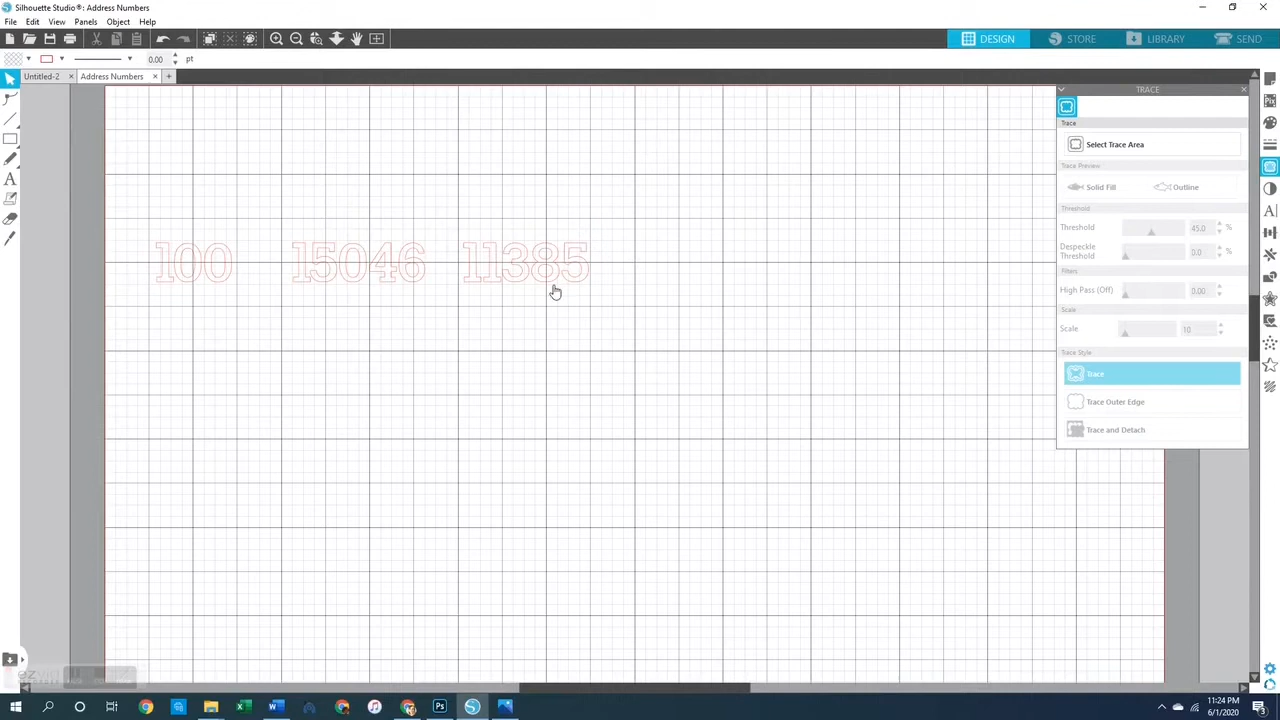 Silhouette Studio®: Address Numbers
File Edit View Panels Object Help
DESIGN STORE LIBRARY SEND
0.00 pt
Untitled-2 Address Numbers
TRACE
Trace
Select Trace Area
Trace Preview
Solid Fill Outline
Threshold
Threshold 45.0 %
Despeckle Threshold 0.0 %
Filters
High Pass (Off) 0.00
Scale
Scale 10
Trace Style
Trace
Trace Outer Edge
Trace and Detach
100 15046 11385
11:24 PM
6/1/2020